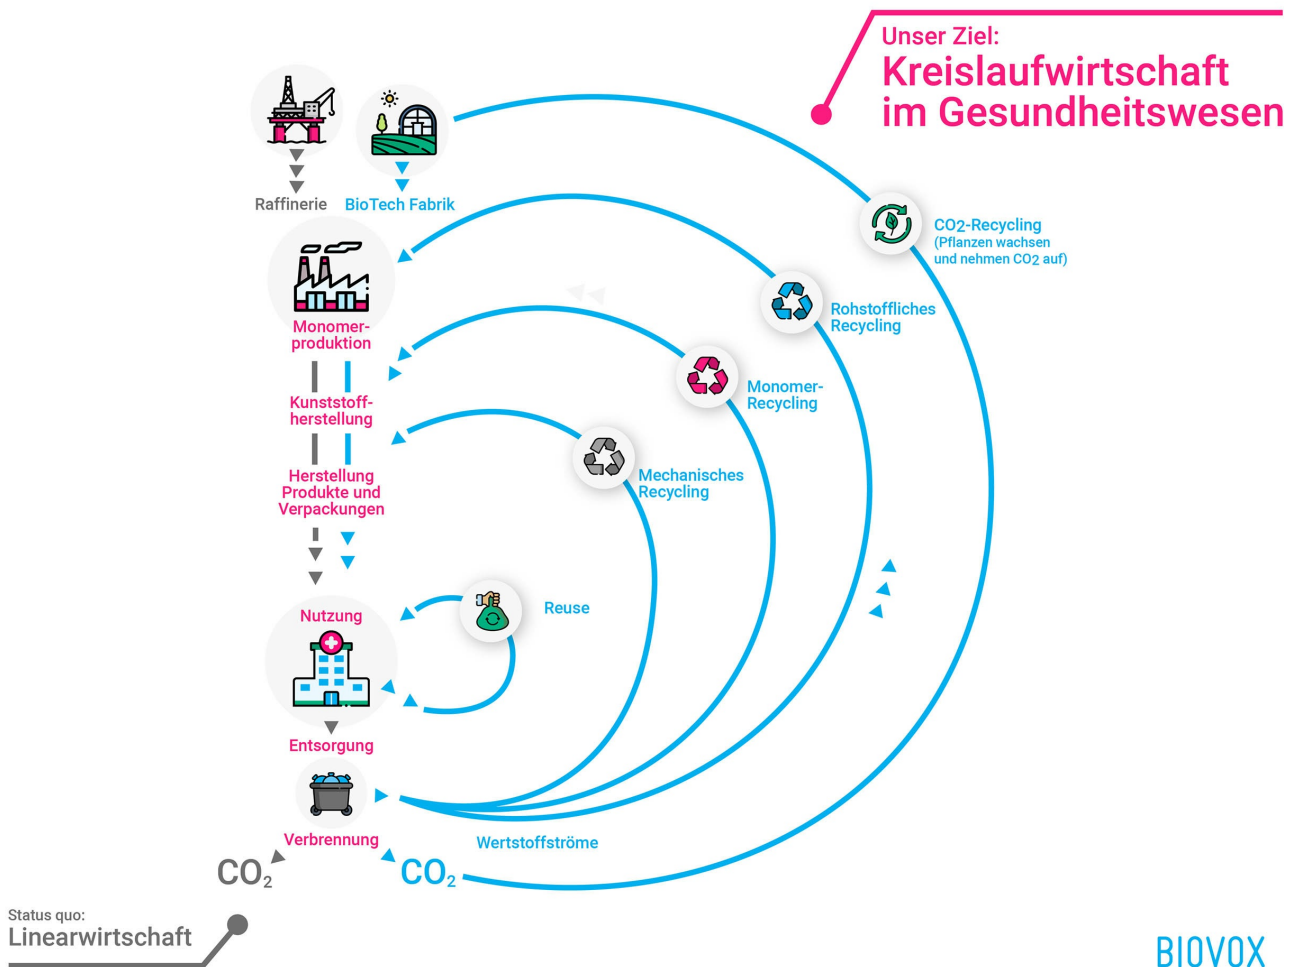 Unser Ziel:
Kreislaufwirtschaft
im Gesundheitswesen
Raffinerie
BioTech Fabrik
CO2-Recycling
(Pflanzen wachsen
und nehmen CO2 auf)
Rohstoffliches
Recycling
Monomer-
produktion
Monomer-
Recycling
Kunststoff-
herstellung
Mechanisches
Recycling
Herstellung
Produkte und
Verpackungen
Nutzung
Reuse
Entsorgung
Verbrennung
Wertstoffströme
CO2
CO2
Status quo:
Linearwirtschaft
BIOVOX